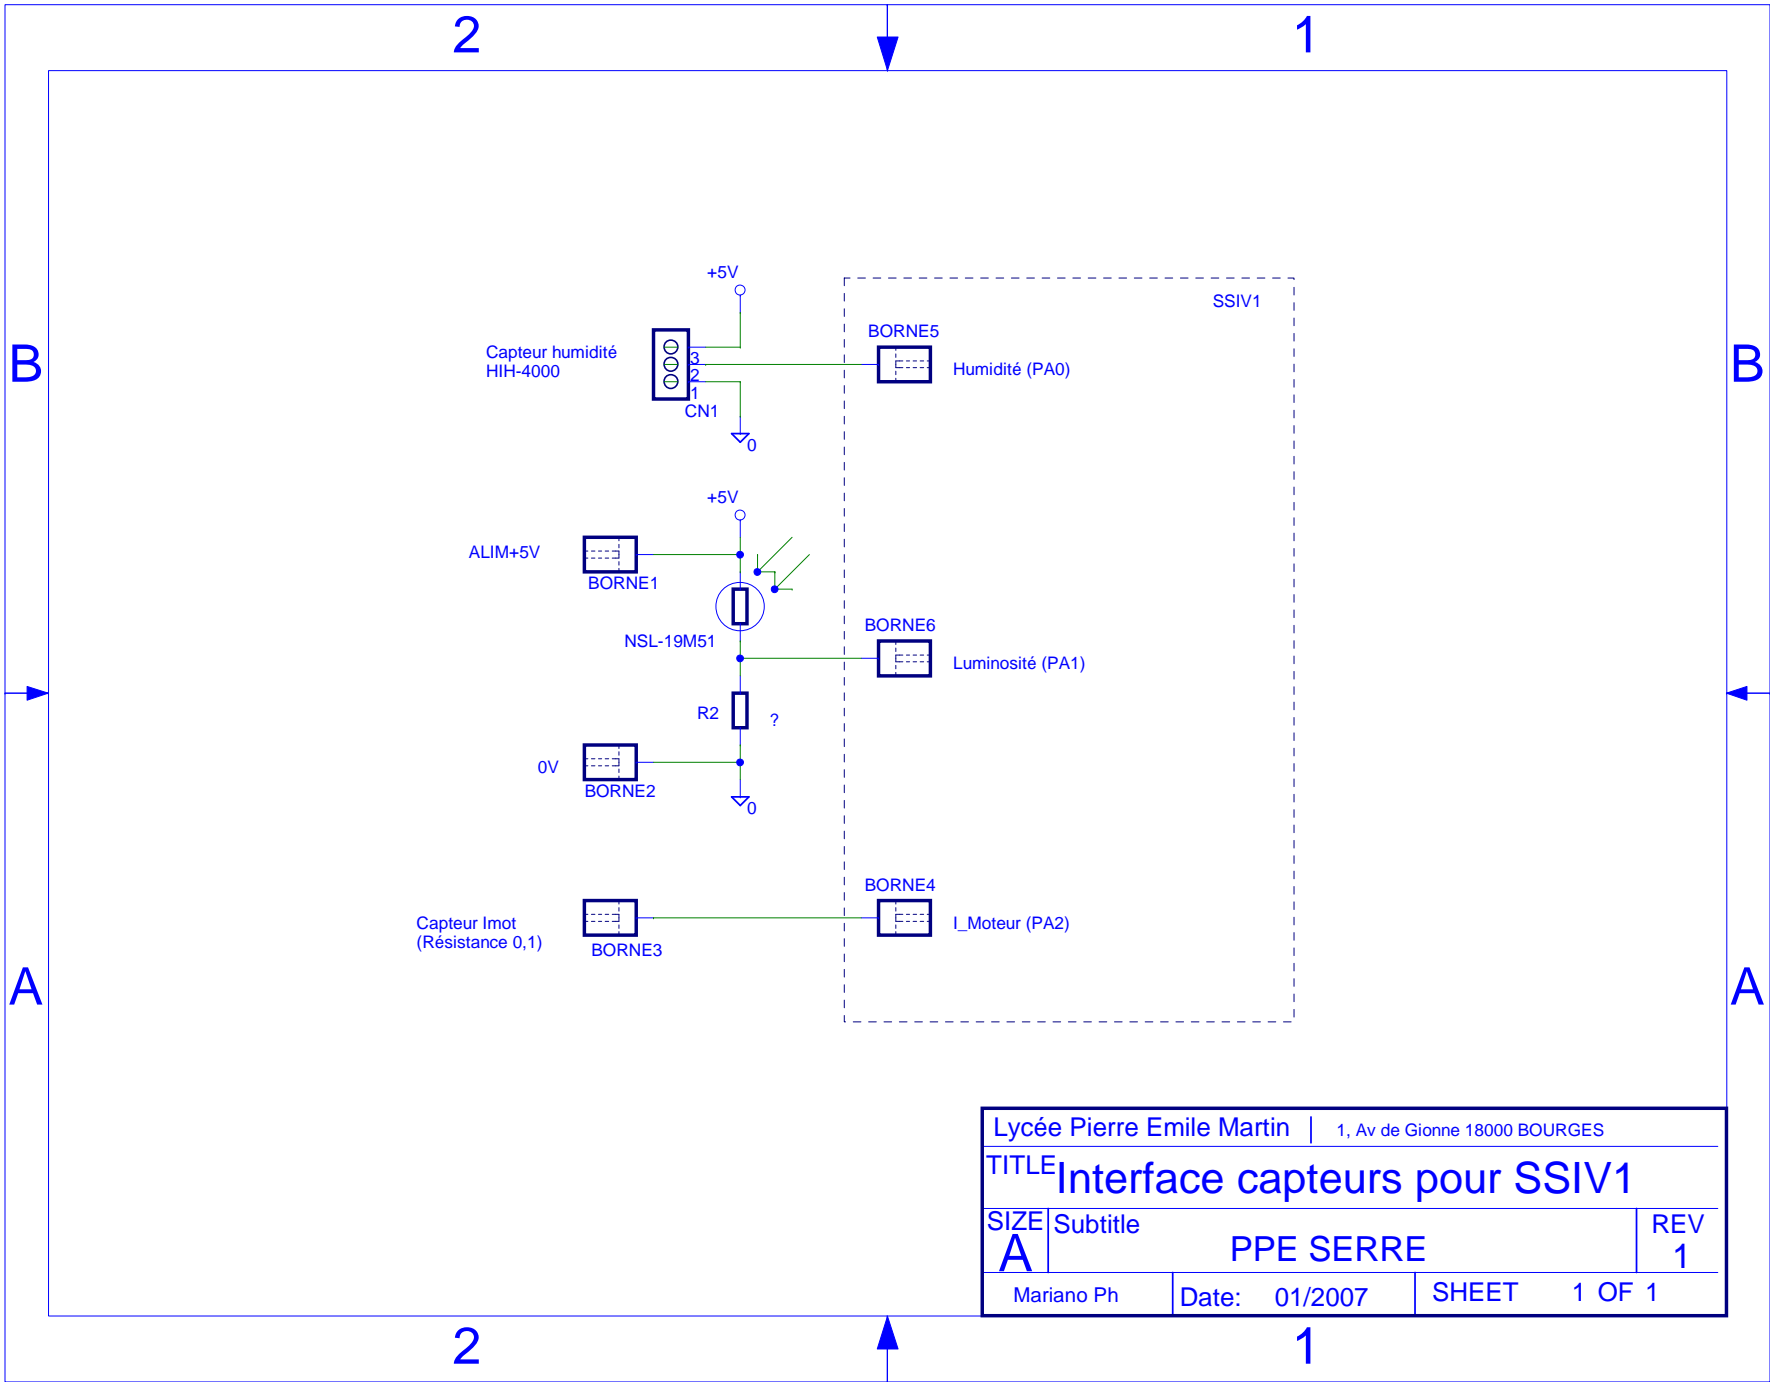 2 1
B B
+5V
SSIV1
Capteur humidité
HIH-4000
3
2
1
CN1
0
BORNE5
Humidité (PA0)
+5V
ALIM+5V
BORNE1
NSL-19M51
BORNE6
Luminosité (PA1)
R2 ?
0V
BORNE2
0
Capteur Imot
(Résistance 0,1)
BORNE3
BORNE4
I_Moteur (PA2)
A A
Lycée Pierre Emile Martin 1, Av de Gionne 18000 BOURGES
TITLE Interface capteurs pour SSIV1
SIZE Subtitle REV
A PPE SERRE 1
Mariano Ph Date: 01/2007 SHEET 1 OF 1
2 1